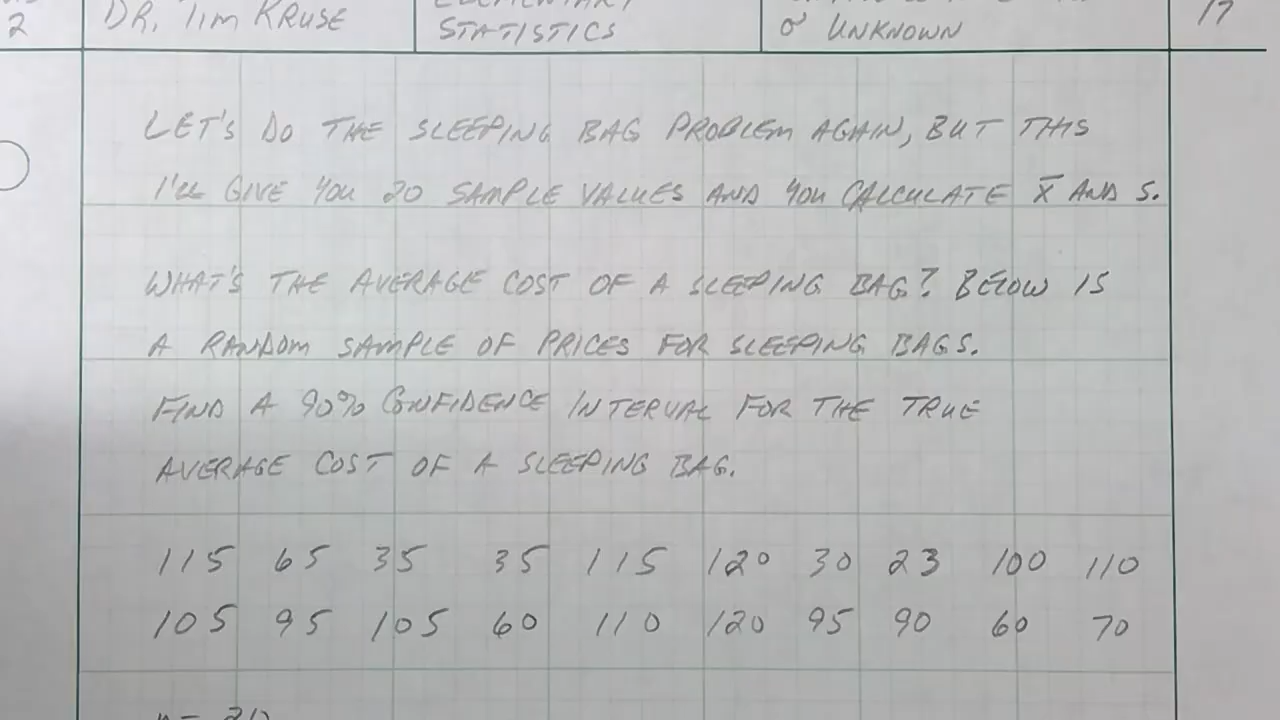 2
DR. TIM KRUSE
STATISTICS
σ UNKNOWN
17
LET'S DO THE SLEEPING BAG PROBLEM AGAIN, BUT THIS
I'LL GIVE YOU 20 SAMPLE VALUES AND YOU CALCULATE x̄ AND S.
WHAT'S THE AVERAGE COST OF A SLEEPING BAG? BELOW IS
A RANDOM SAMPLE OF PRICES FOR SLEEPING BAGS.
FIND A 90% CONFIDENCE INTERVAL FOR THE TRUE
AVERAGE COST OF A SLEEPING BAG.
115 65 35 35 115 120 30 23 100 110
105 95 105 60 110 120 95 90 60 70
n = 20